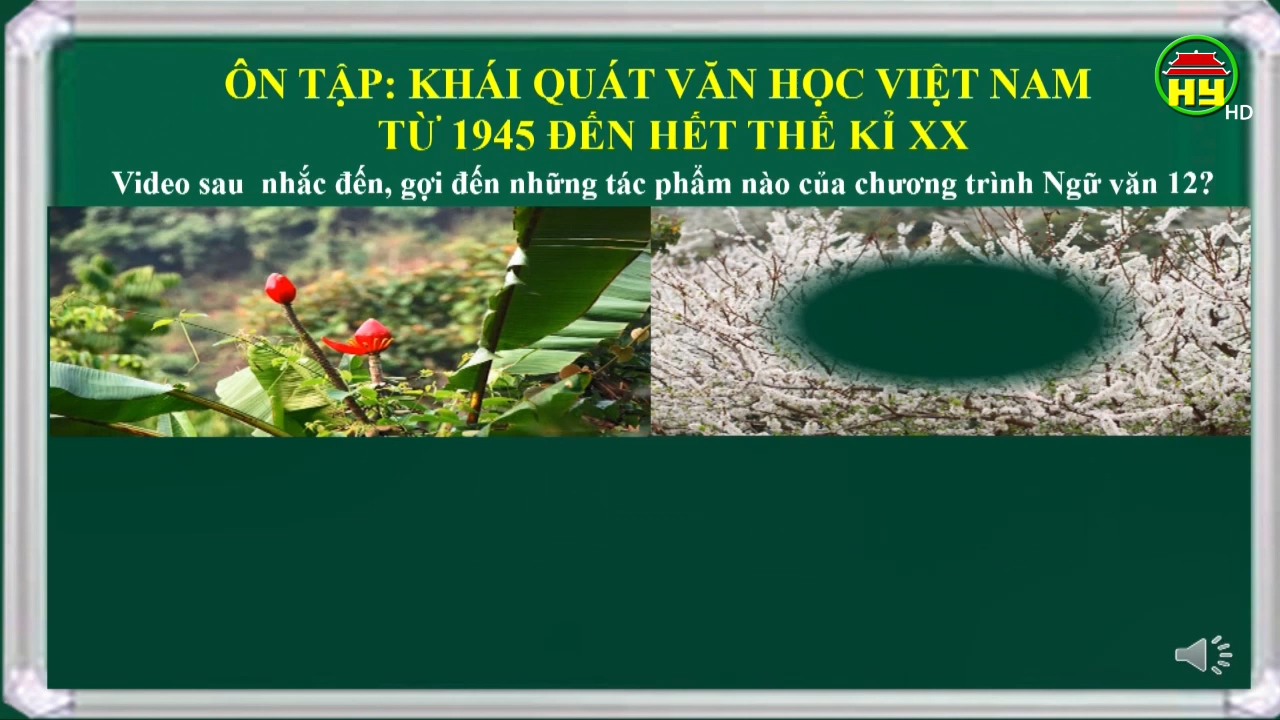 ÔN TẬP: KHÁI QUÁT VĂN HỌC VIỆT NAM
TỪ 1945 ĐẾN HẾT THẾ KỈ XX
HY
HD
Video sau nhắc đến, gợi đến những tác phẩm nào của chương trình Ngữ văn 12?